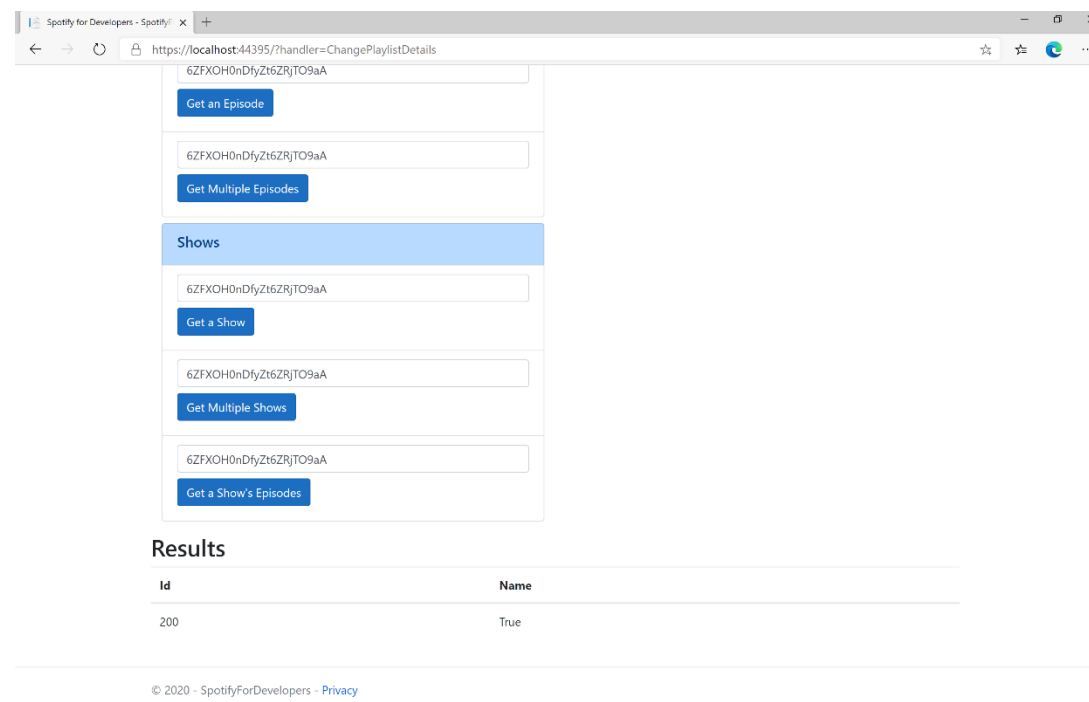 Spotify for Developers - SpotifyF
https://localhost:44395/?handler=ChangePlaylistDetails
6ZFXOH0nDfyZt6ZRjTO9aA
Get an Episode
6ZFXOH0nDfyZt6ZRjTO9aA
Get Multiple Episodes
Shows
6ZFXOH0nDfyZt6ZRjTO9aA
Get a Show
6ZFXOH0nDfyZt6ZRjTO9aA
Get Multiple Shows
6ZFXOH0nDfyZt6ZRjTO9aA
Get a Show's Episodes
Results
Id Name
200 True
© 2020 - SpotifyForDevelopers - Privacy